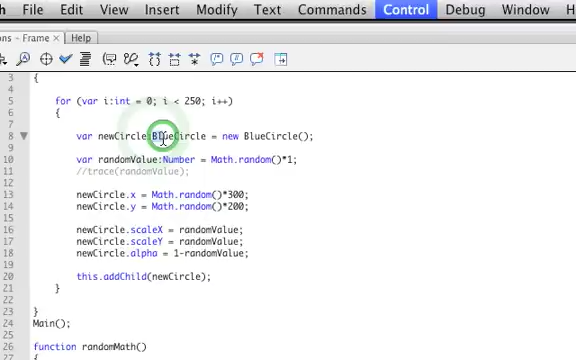 sh File Edit View Insert Modify Text Commands Control Debug Window H
ons - Frame × Help
3 {
4
5 for (var i:int = 0; i < 250; i++)
6 {
7
8 var newCircle:BlueCircle = new BlueCircle();
9
10 var randomValue:Number = Math.random()*1;
11 //trace(randomValue);
12
13 newCircle.x = Math.random()*300;
14 newCircle.y = Math.random()*200;
15
16 newCircle.scaleX = randomValue;
17 newCircle.scaleY = randomValue;
18 newCircle.alpha = 1-randomValue;
19
20 this.addChild(newCircle);
21 }
22
23 }
24 Main();
25
26 function randomMath()
27 {